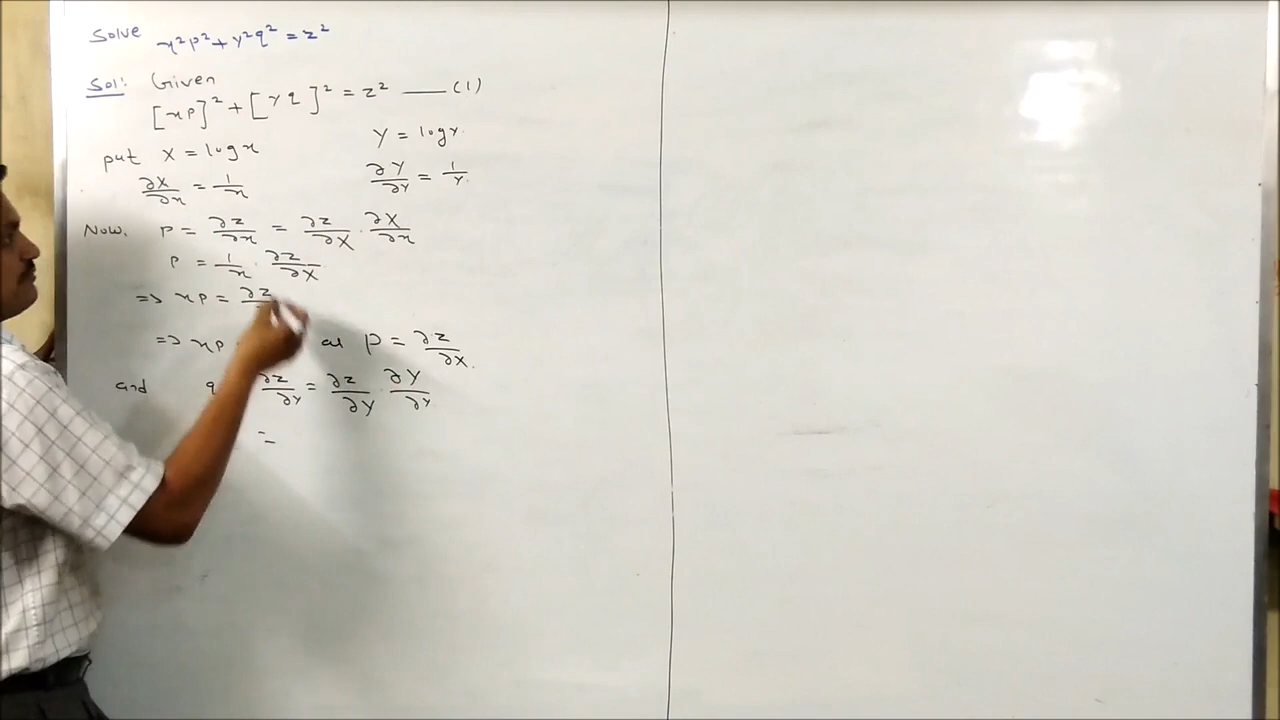 Solve x²p² + y²q² = z²
Sol: Given
[xp]² + [yq]² = z² —— (1)
put X = log x Y = log y
∂X/∂x = 1/x ∂Y/∂y = 1/y
Now. p = ∂z/∂x = ∂z/∂X · ∂X/∂x
p = 1/x · ∂z/∂X
=> xp = ∂z
=> xp as P = ∂z/∂X.
and q ∂z/∂y = ∂z/∂Y · ∂Y/∂y
=